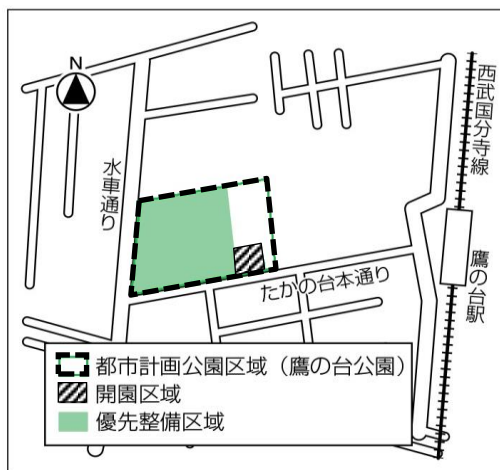 N
西武国分寺線
水車通り
鷹の台駅
たかの台本通り
都市計画公園区域（鷹の台公園）
開園区域
優先整備区域